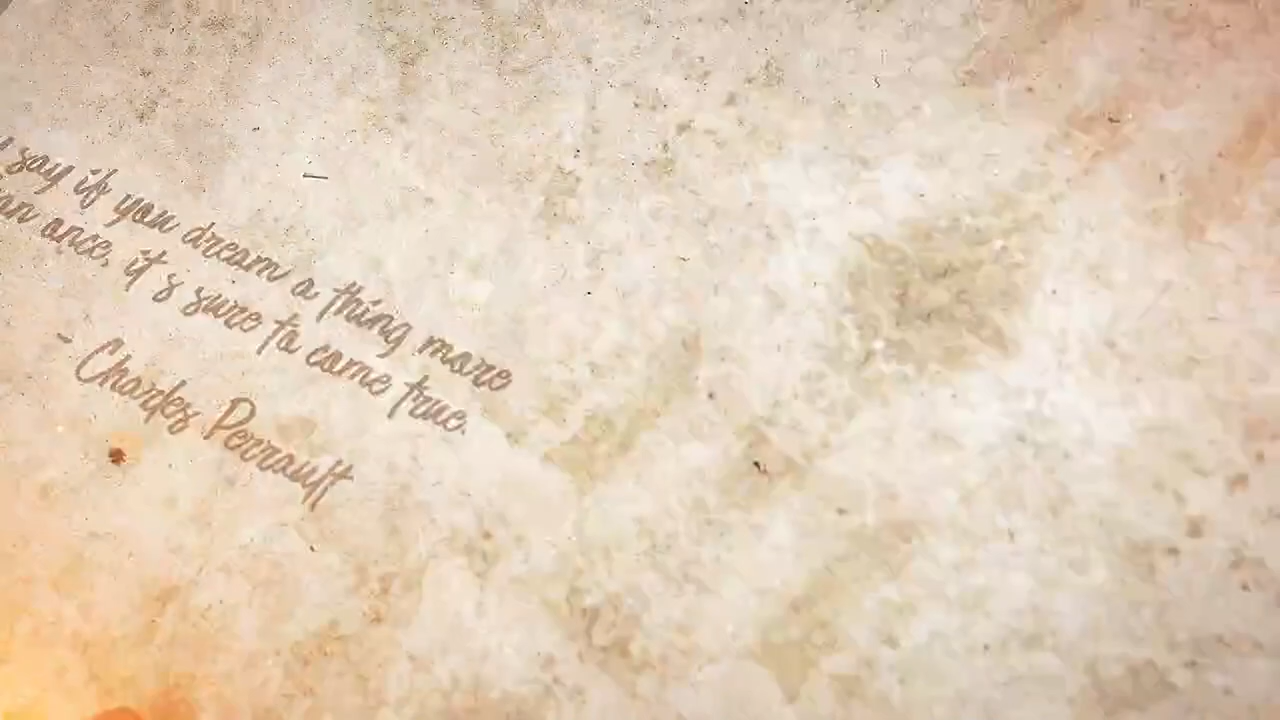 say if you dream a thing more
once, it's sure to come true.
- Charles Perrault